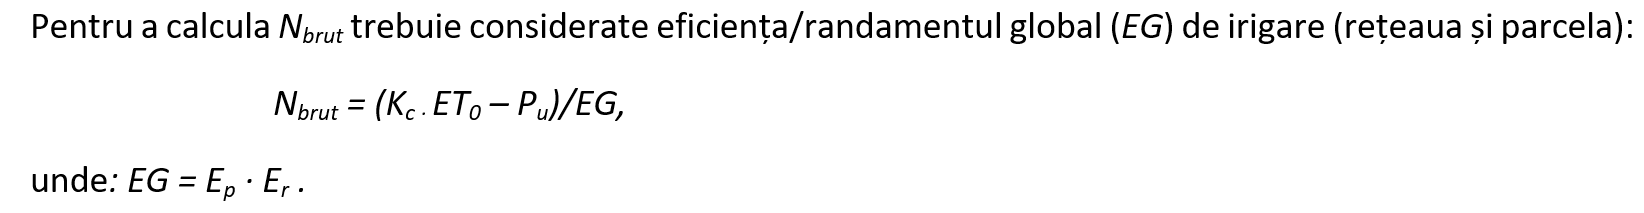 Pentru a calcula N_brut trebuie considerate eficiența/randamentul global (EG) de irigare (rețeaua și parcela):
N_brut = (K_c · ET_0 – P_u)/EG,
unde: EG = E_p · E_r .